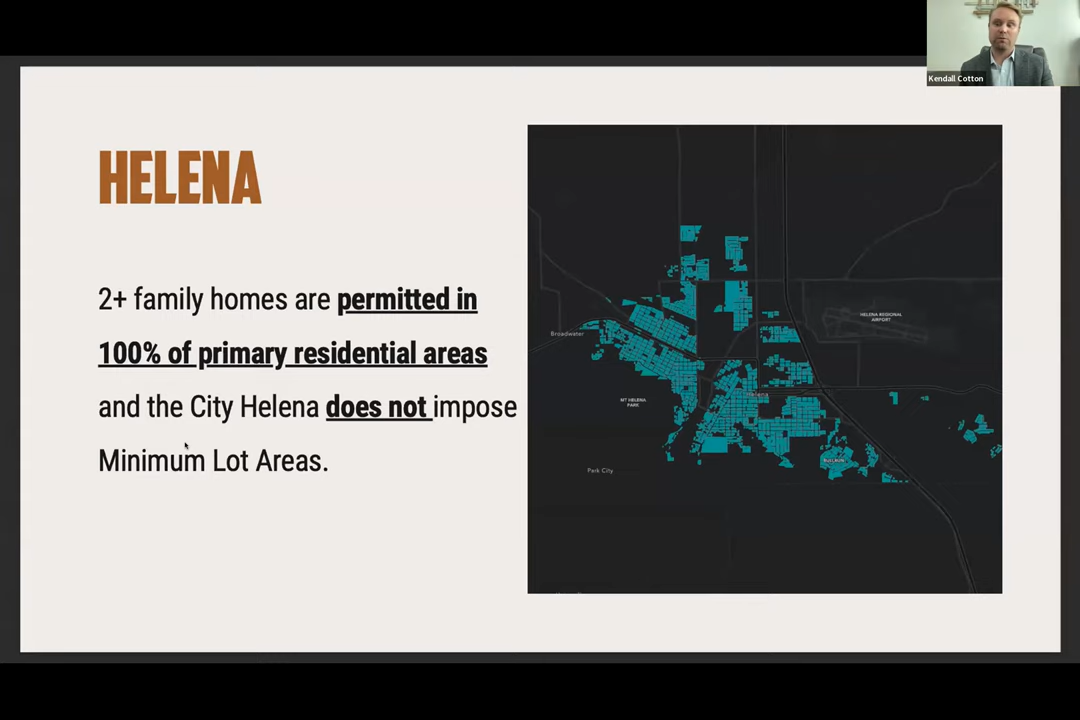 Kendall Cotton
HELENA
2+ family homes are permitted in
100% of primary residential areas
and the City Helena does not impose
Minimum Lot Areas.
HELENA REGIONAL
AIRPORT
Broadwater
MT HELENA
PARK
Park City